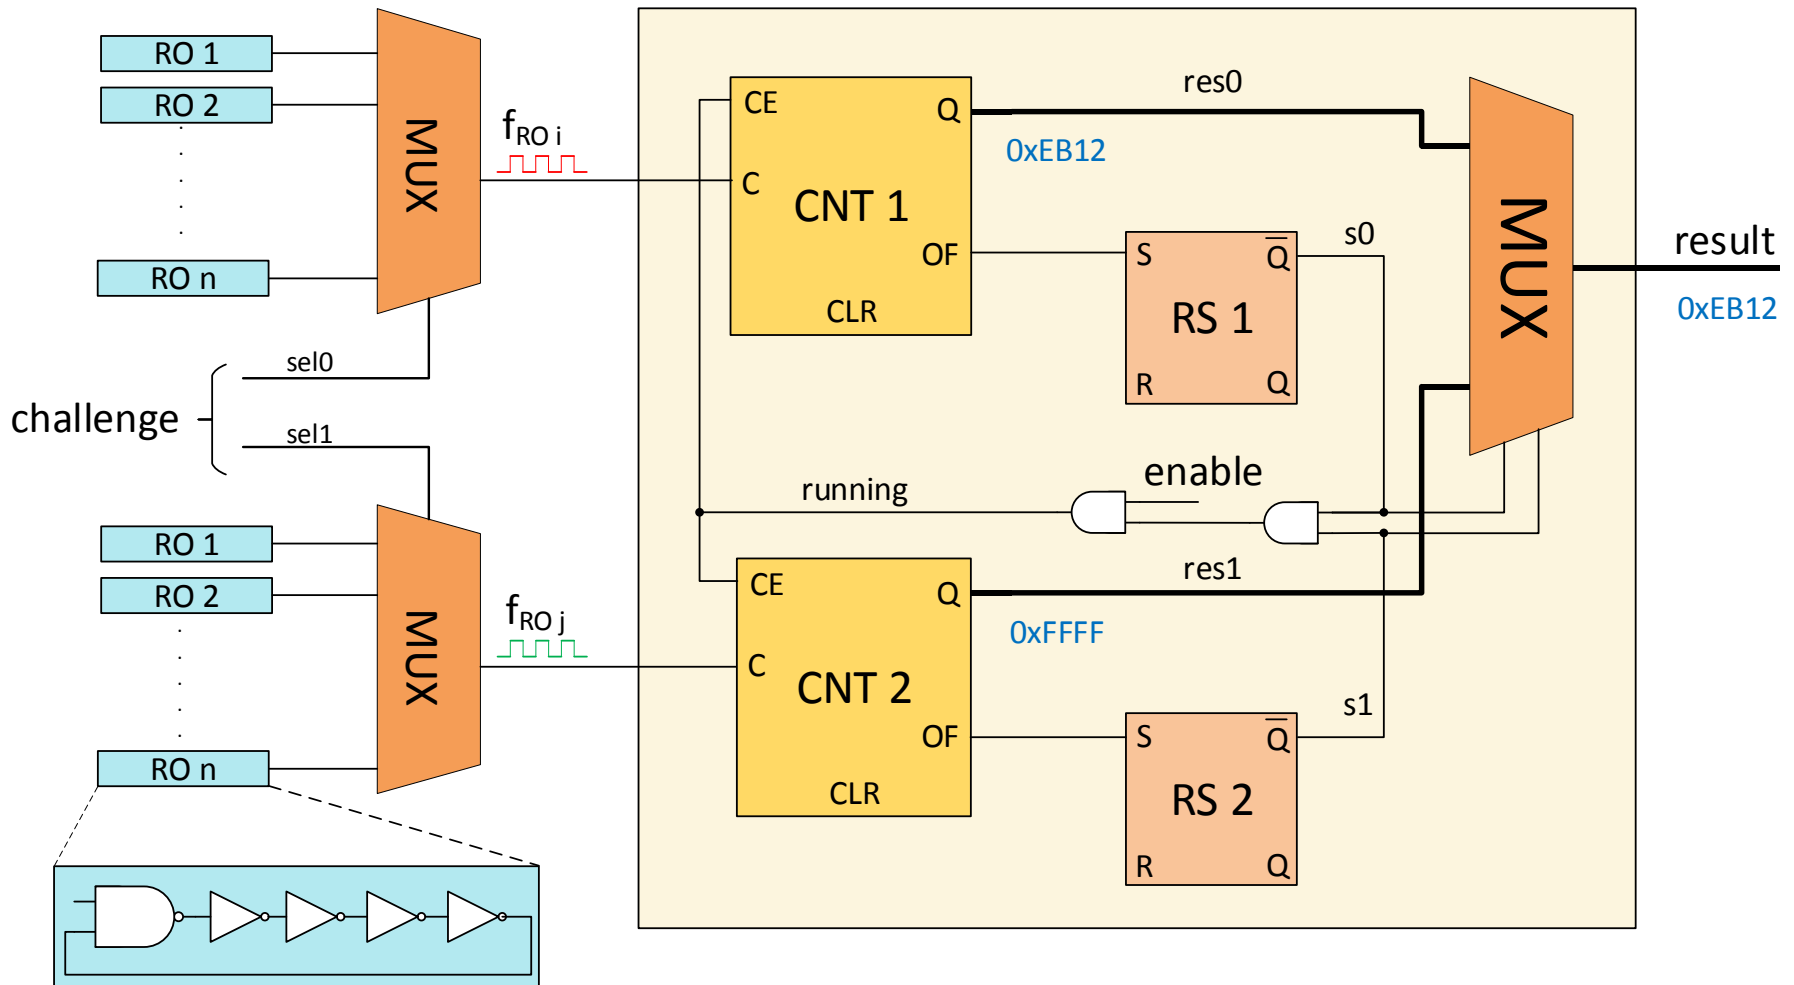 RO 1
RO 2
RO n
MUX
f RO i
sel0
challenge
sel1
RO 1
RO 2
RO n
MUX
f RO j
CE
Q
C
CNT 1
OF
CLR
res0
0xEB12
S
Q
RS 1
R
Q
s0
MUX
result
0xEB12
enable
running
CE
Q
C
CNT 2
OF
CLR
res1
0xFFFF
s1
S
Q
RS 2
R
Q